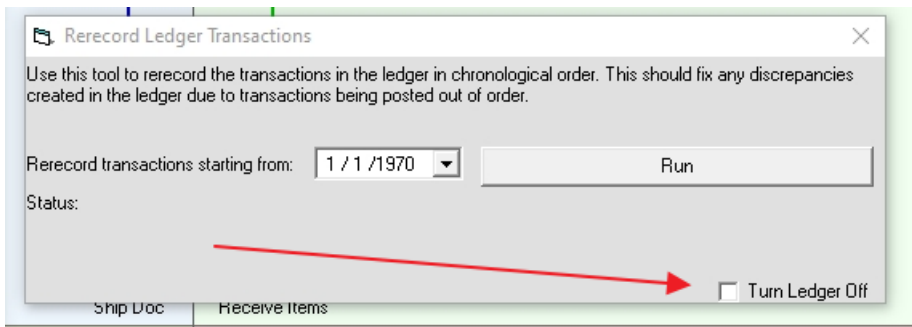 Rerecord Ledger Transactions
Use this tool to rerecord the transactions in the ledger in chronological order. This should fix any discrepancies
created in the ledger due to transactions being posted out of order.
Rerecord transactions starting from: 1 / 1 /1970 Run
Status:
Turn Ledger Off
Ship Doc Receive Items